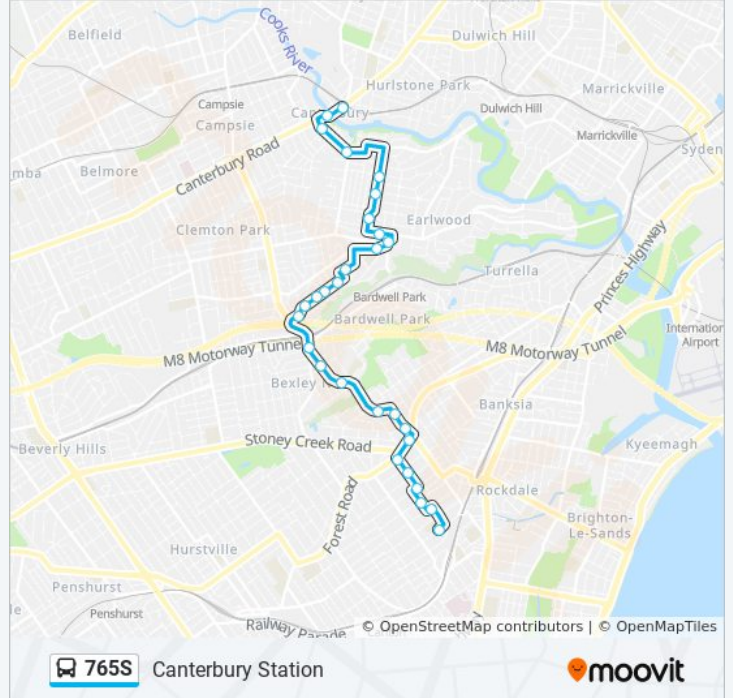 Belfield
Cooks River
Dulwich Hill
Hurlstone Park
Marrickville
Campsie
Dulwich Hill
Campsie
Marrickville
Syden
mba
Belmore
Canterbury Road
Earlwood
Clemton Park
Princes Highway
Turrella
Bardwell Park
Bardwell Park
Internation
Airport
M8 Motorway Tunnel
M8 Motorway Tunnel
Bexley N
Banksia
Stoney Creek Road
Beverly Hills
Kyeemagh
Forest Road
Rockdale
Brighton-
Le-Sands
Hurstville
Penshurst
le
Penshurst
Railway Parade
© OpenStreetMap contributors | © OpenMapTiles
765S Canterbury Station
moovit